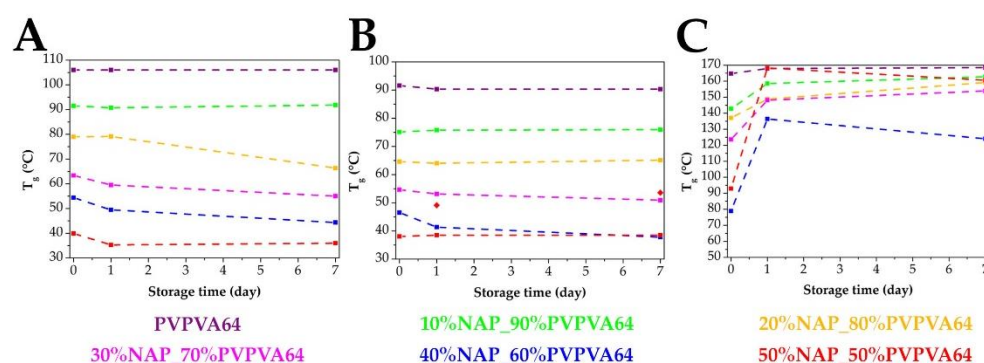 A
B
C
110
100
90
80
70
60
50
40
30
Tg (°C)
0 1 2 3 4 5 6 7
Storage time (day)
100
90
80
70
60
50
40
30
Tg (°C)
0 1 2 3 4 5 6 7
Storage time (day)
170
160
150
140
130
120
110
100
90
80
70
60
50
Tg (°C)
0 1 2 3 4 5 6 7
Storage time (day)
PVPVA64
10%NAP_90%PVPVA64
20%NAP_80%PVPVA64
30%NAP_70%PVPVA64
40%NAP_60%PVPVA64
50%NAP_50%PVPVA64